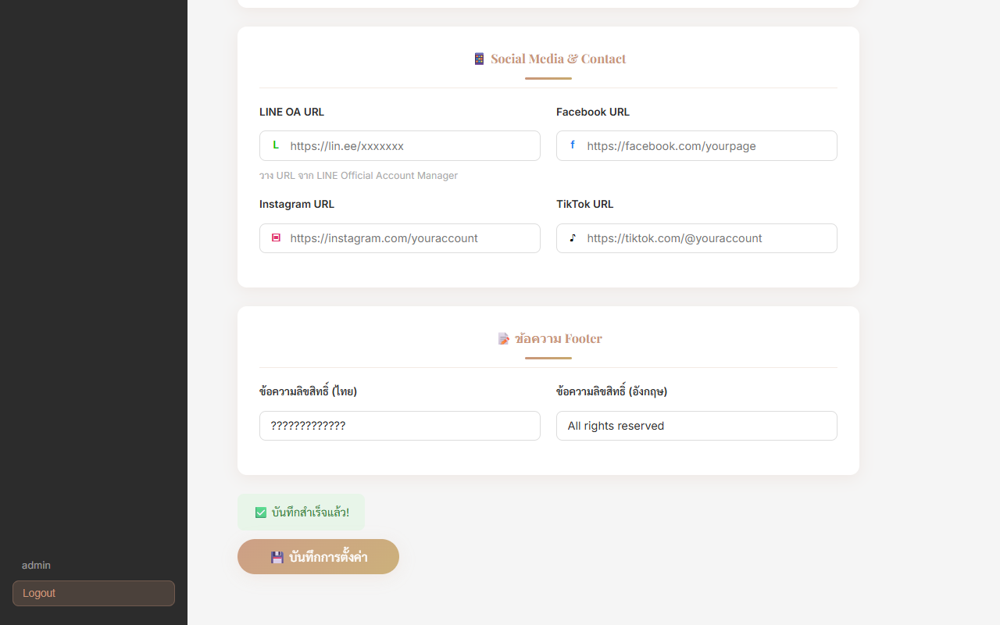 Social Media & Contact
LINE OA URL
Facebook URL
L https://lin.ee/xxxxxxx
f https://facebook.com/yourpage
วาง URL จาก LINE Official Account Manager
Instagram URL
TikTok URL
https://instagram.com/youraccount
https://tiktok.com/@youraccount
ข้อความ Footer
ข้อความลิขสิทธิ์ (ไทย)
ข้อความลิขสิทธิ์ (อังกฤษ)
?????????????
All rights reserved
บันทึกสำเร็จแล้ว!
บันทึกการตั้งค่า
admin
Logout